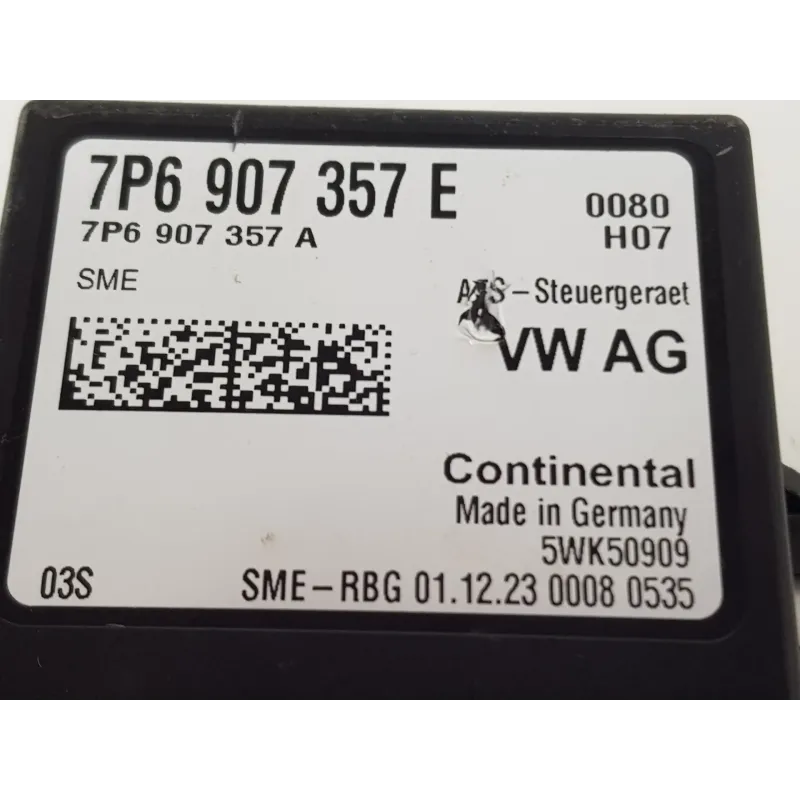 7P6 907 357 E
7P6 907 357 A
0080
H07
SME
-Steuergeraet
VW AG
Continental
Made in Germany
5WK50909
03S
SME-RBG 01.12.23 0008 0535